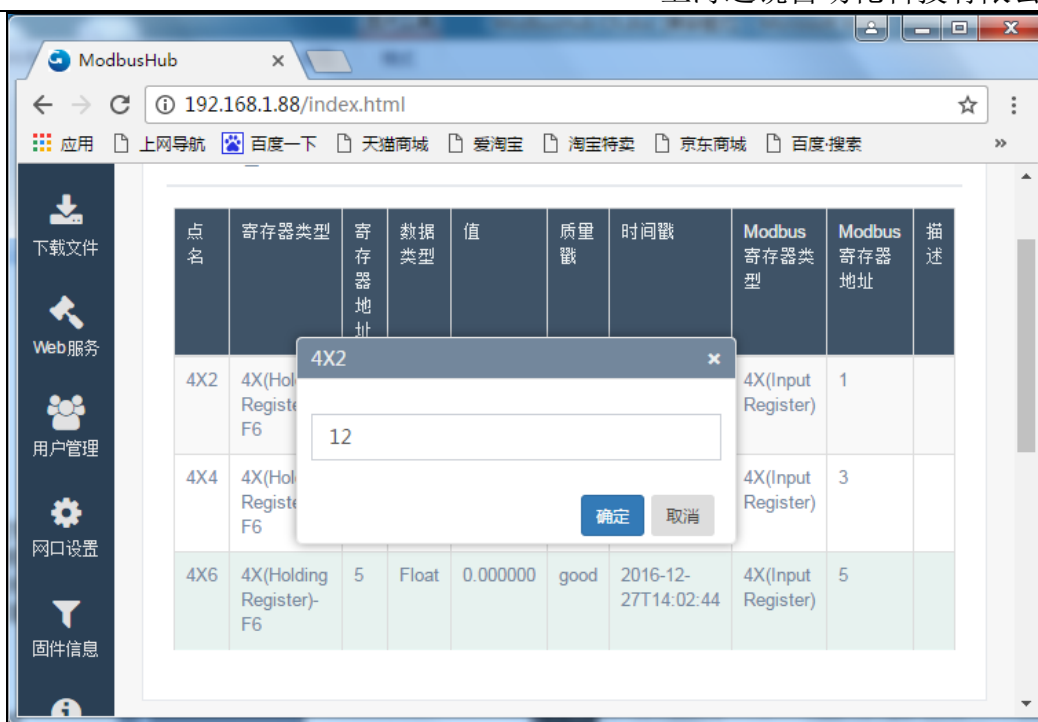 ModbusHub
192.168.1.88/index.html
应用 上网导航 百度一下 天猫商城 爱淘宝 淘宝特卖 京东商城 百度·搜索 »
下载文件
Web服务
用户管理
网口设置
固件信息
点名 寄存器类型 寄存器地址 数据类型 值 质量戳 时间戳 Modbus寄存器类型 Modbus寄存器地址 描述
4X2
12
确定 取消
4X2 4X(Hol
Registe
F6
4X(Input
Register)
1
4X4 4X(Hol
Registe
F6
4X(Input
Register)
3
4X6 4X(Holding 5 Float 0.000000 good 2016-12- 4X(Input 5
Register)- 27T14:02:44 Register)
F6